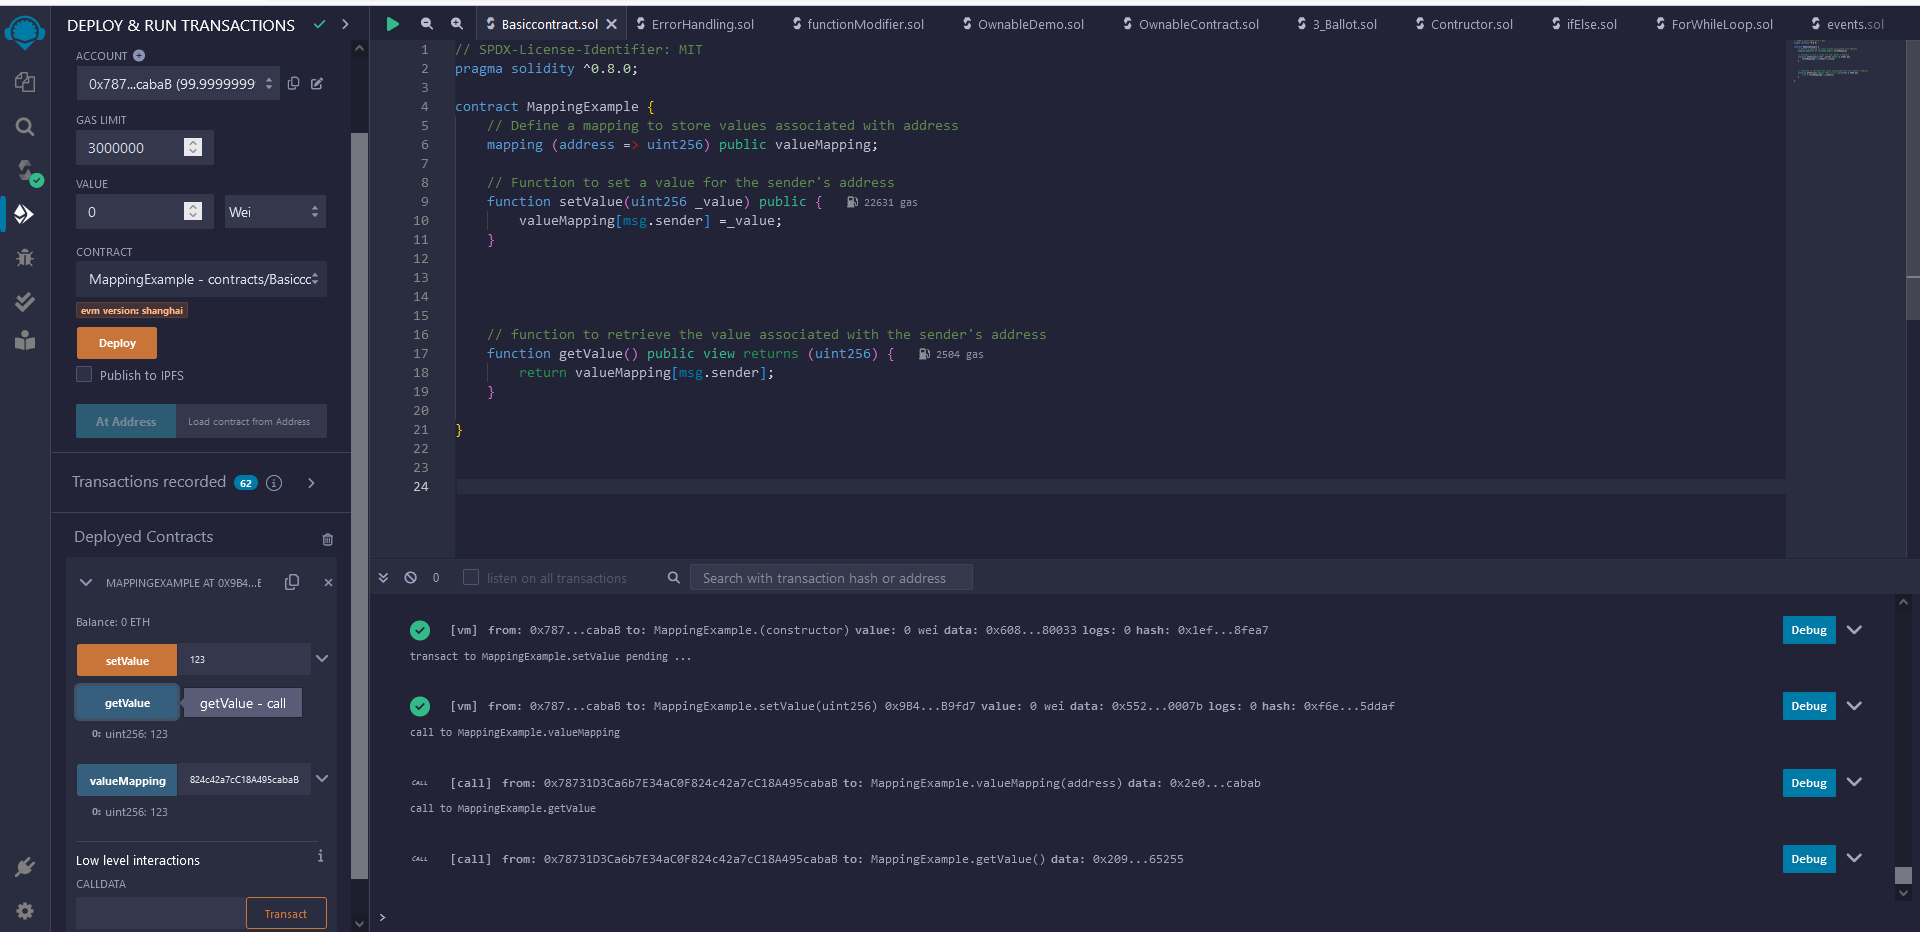 DEPLOY & RUN TRANSACTIONS
ACCOUNT
0x787...cabaB (99.9999999
GAS LIMIT
3000000
VALUE
0
Wei
CONTRACT
MappingExample - contracts/Basiccc
evm version: shanghai
Deploy
Publish to IPFS
At Address
Load contract from Address
Transactions recorded 62
Deployed Contracts
MAPPINGEXAMPLE AT 0X9B4...E
Balance: 0 ETH
setValue
123
getValue
getValue - call
0: uint256: 123
valueMapping
824c42a7cC18A495cabaB
0: uint256: 123
Low level interactions
CALLDATA
Transact
Basiccontract.sol
ErrorHandling.sol
functionModifier.sol
OwnableDemo.sol
OwnableContract.sol
3_Ballot.sol
Contructor.sol
ifElse.sol
ForWhileLoop.sol
events.sol
1 // SPDX-License-Identifier: MIT
2 pragma solidity ^0.8.0;
3
4 contract MappingExample {
5 // Define a mapping to store values associated with address
6 mapping (address => uint256) public valueMapping;
7
8 // Function to set a value for the sender's address
9 function setValue(uint256 _value) public { 22631 gas
10 valueMapping[msg.sender] =_value;
11 }
12
13
14
15
16 // function to retrieve the value associated with the sender's address
17 function getValue() public view returns (uint256) { 2504 gas
18 return valueMapping[msg.sender];
19 }
20
21 }
22
23
24
0
listen on all transactions
Search with transaction hash or address
[vm] from: 0x787...cabaB to: MappingExample.(constructor) value: 0 wei data: 0x608...80033 logs: 0 hash: 0x1ef...8fea7
Debug
transact to MappingExample.setValue pending ...
[vm] from: 0x787...cabaB to: MappingExample.setValue(uint256) 0x9B4...B9fd7 value: 0 wei data: 0x552...0007b logs: 0 hash: 0xf6e...5ddaf
Debug
call to MappingExample.valueMapping
CALL [call] from: 0x78731D3Ca6b7E34aC0F824c42a7cC18A495cabaB to: MappingExample.valueMapping(address) data: 0x2e0...cabab
Debug
call to MappingExample.getValue
CALL [call] from: 0x78731D3Ca6b7E34aC0F824c42a7cC18A495cabaB to: MappingExample.getValue() data: 0x209...65255
Debug
>